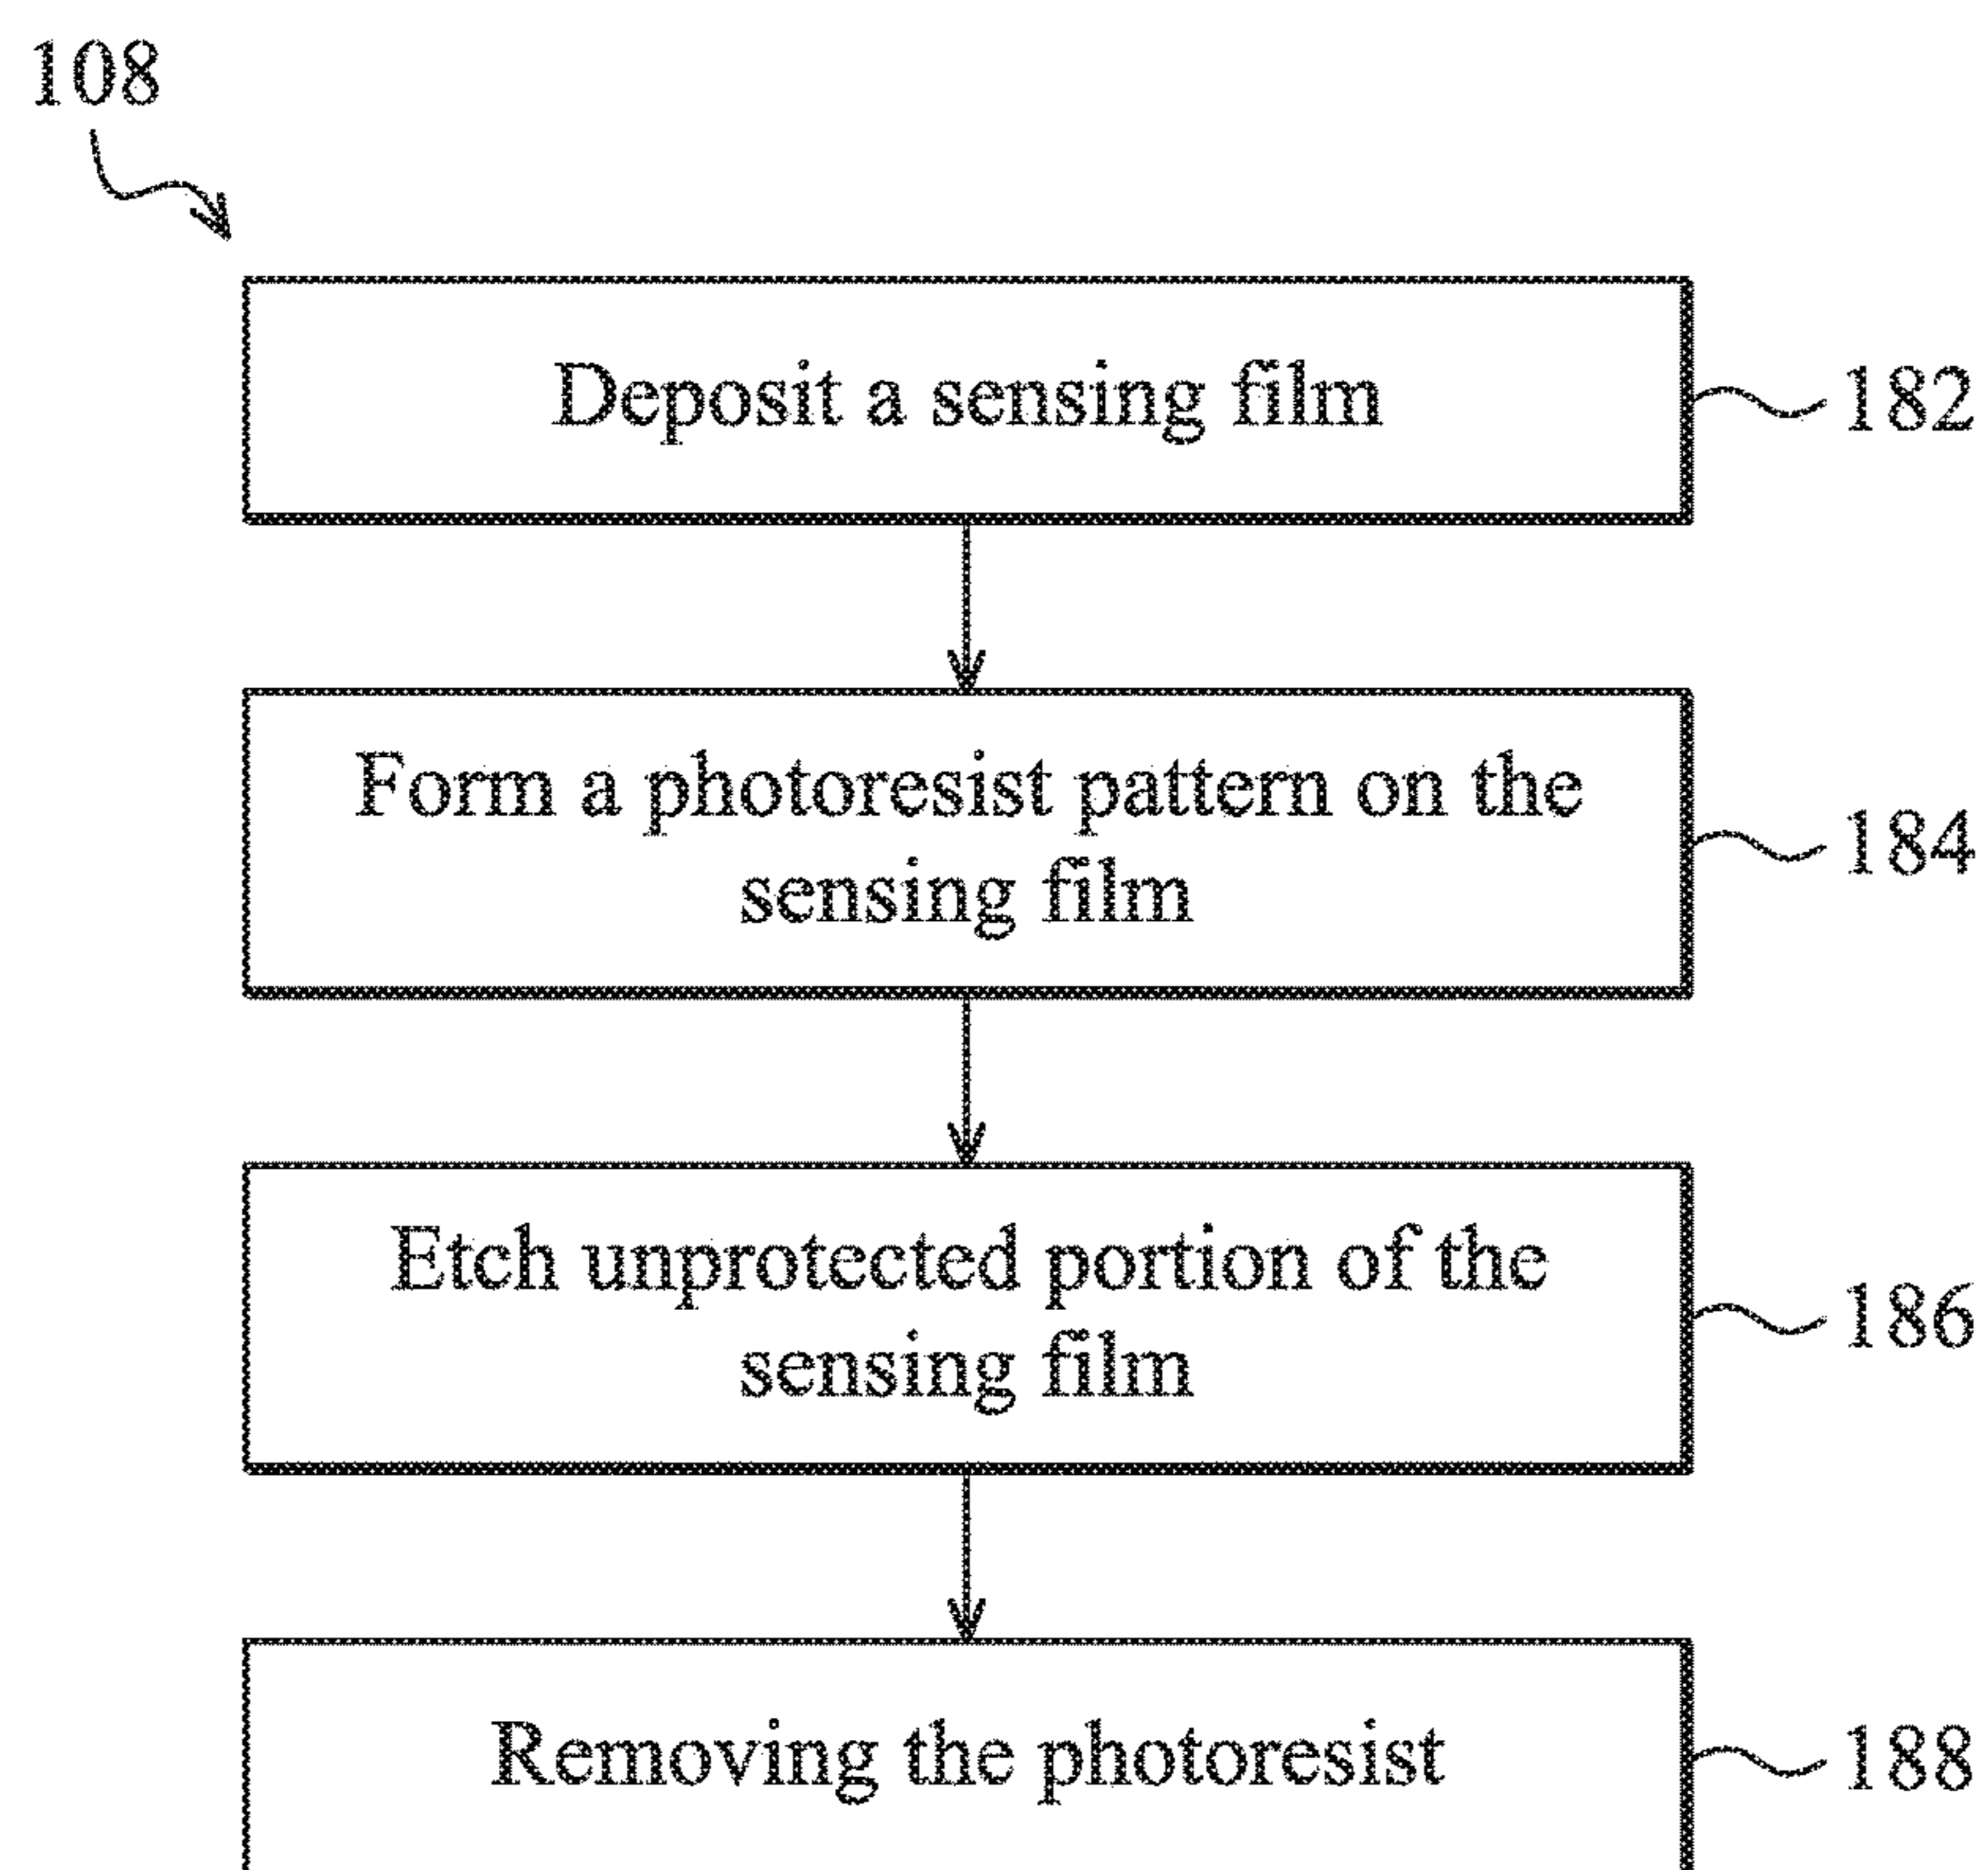 108
Deposit a sensing film
182
Form a photoresist pattern on the
sensing film
184
Etch unprotected portion of the
sensing film
186
Removing the photoresist
188